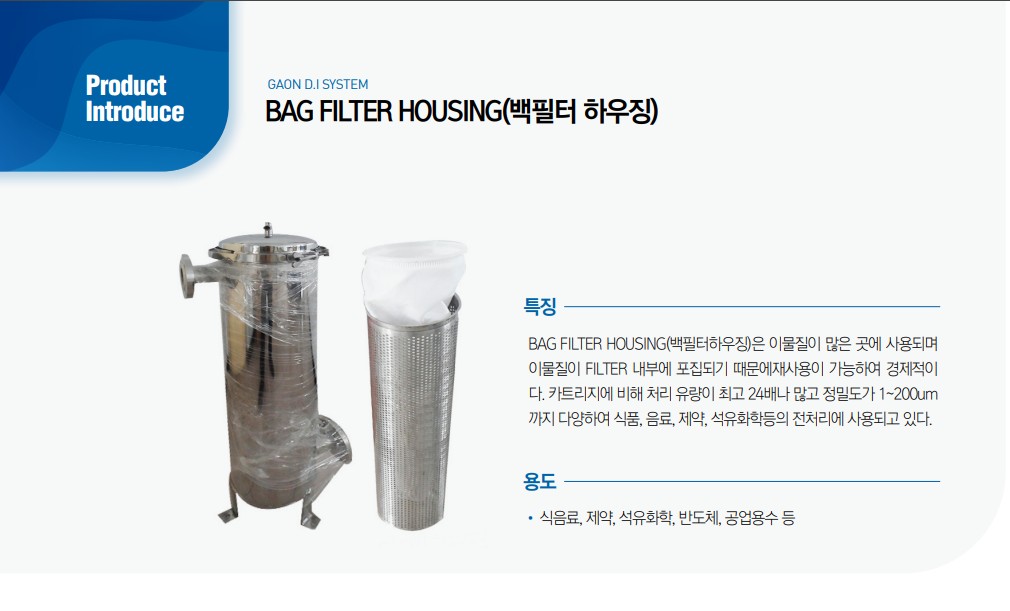 Product
Introduce
GAON D.I SYSTEM
BAG FILTER HOUSING(백필터 하우징)
특징
BAG FILTER HOUSING(백필터하우징)은 이물질이 많은 곳에 사용되며
이물질이 FILTER 내부에 포집되기 때문에재사용이 가능하여 경제적이
다. 카트리지에 비해 처리 유량이 최고 24배나 많고 정밀도가 1~200um
까지 다양하여 식품, 음료, 제약, 석유화학등의 전처리에 사용되고 있다.
용도
• 식음료, 제약, 석유화학, 반도체, 공업용수 등